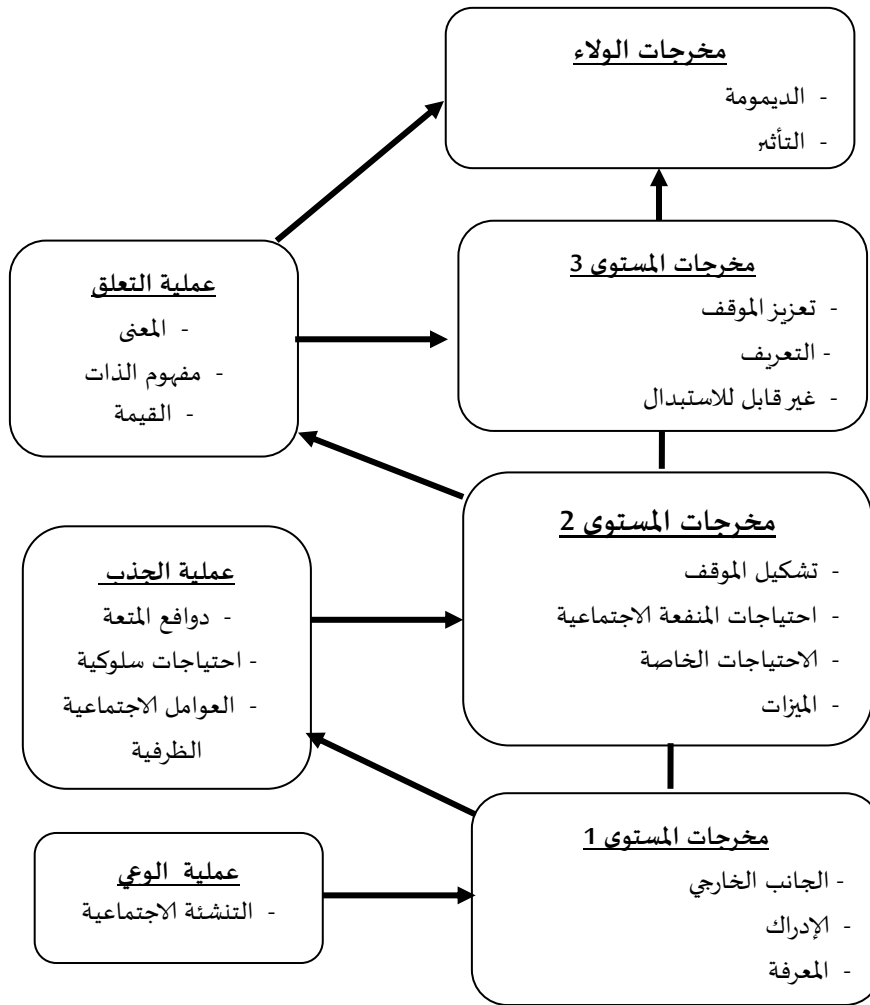 مخرجات الولاء
- الديمومة
- التأثير
مخرجات المستوى 3
- تعزيز الموقف
- التعريف
- غير قابل للاستبدال
عملية التعلق
- المعنى
- مفهوم الذات
- القيمة
مخرجات المستوى 2
- تشكيل الموقف
- احتياجات المنفعة الاجتماعية
- الاحتياجات الخاصة
- الميزات
عملية الجذب
- دوافع المتعة
- احتياجات سلوكية
- العوامل الاجتماعية
الظرفية
مخرجات المستوى 1
- الجانب الخارجي
- الإدراك
- المعرفة
عملية الوعي
- التنشئة الاجتماعية